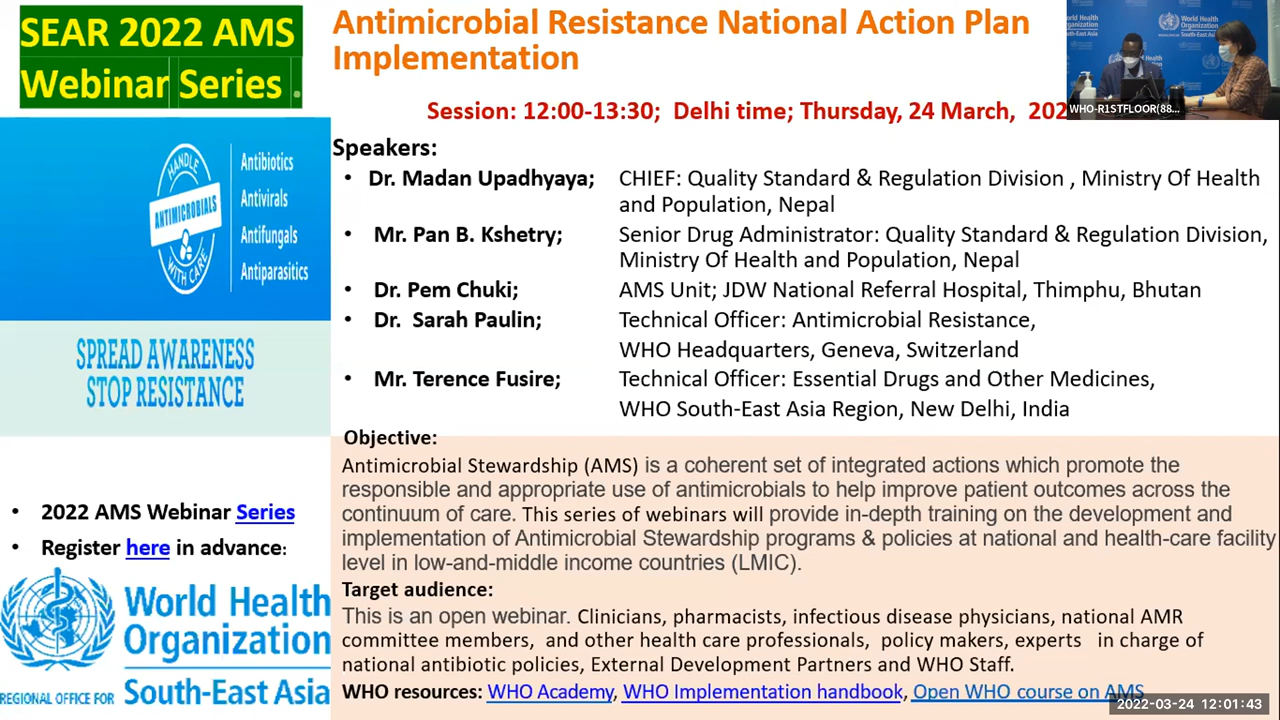 SEAR 2022 AMS
Webinar Series .
HANDLE
ANTIMICROBIALS
WITH CARE
Antibiotics
Antivirals
Antifungals
Antiparasitics
SPREAD AWARENESS
STOP RESISTANCE
• 2022 AMS Webinar Series
• Register here in advance:
World Health
Organization
REGIONAL OFFICE FOR South-East Asia
Antimicrobial Resistance National Action Plan
Implementation
Session: 12:00-13:30; Delhi time; Thursday, 24 March, 202
Speakers:
• Dr. Madan Upadhyaya; CHIEF: Quality Standard & Regulation Division , Ministry Of Health
and Population, Nepal
• Mr. Pan B. Kshetry; Senior Drug Administrator: Quality Standard & Regulation Division,
Ministry Of Health and Population, Nepal
• Dr. Pem Chuki; AMS Unit; JDW National Referral Hospital, Thimphu, Bhutan
• Dr. Sarah Paulin; Technical Officer: Antimicrobial Resistance,
WHO Headquarters, Geneva, Switzerland
• Mr. Terence Fusire; Technical Officer: Essential Drugs and Other Medicines,
WHO South-East Asia Region, New Delhi, India
Objective:
Antimicrobial Stewardship (AMS) is a coherent set of integrated actions which promote the
responsible and appropriate use of antimicrobials to help improve patient outcomes across the
continuum of care. This series of webinars will provide in-depth training on the development and
implementation of Antimicrobial Stewardship programs & policies at national and health-care facility
level in low-and-middle income countries (LMIC).
Target audience:
This is an open webinar. Clinicians, pharmacists, infectious disease physicians, national AMR
committee members, and other health care professionals, policy makers, experts in charge of
national antibiotic policies, External Development Partners and WHO Staff.
WHO resources: WHO Academy, WHO Implementation handbook, Open WHO course on AMS
World Health
Organization
South-East
WHO-R1STFLOOR(88...
2022-03-24 12:01:43